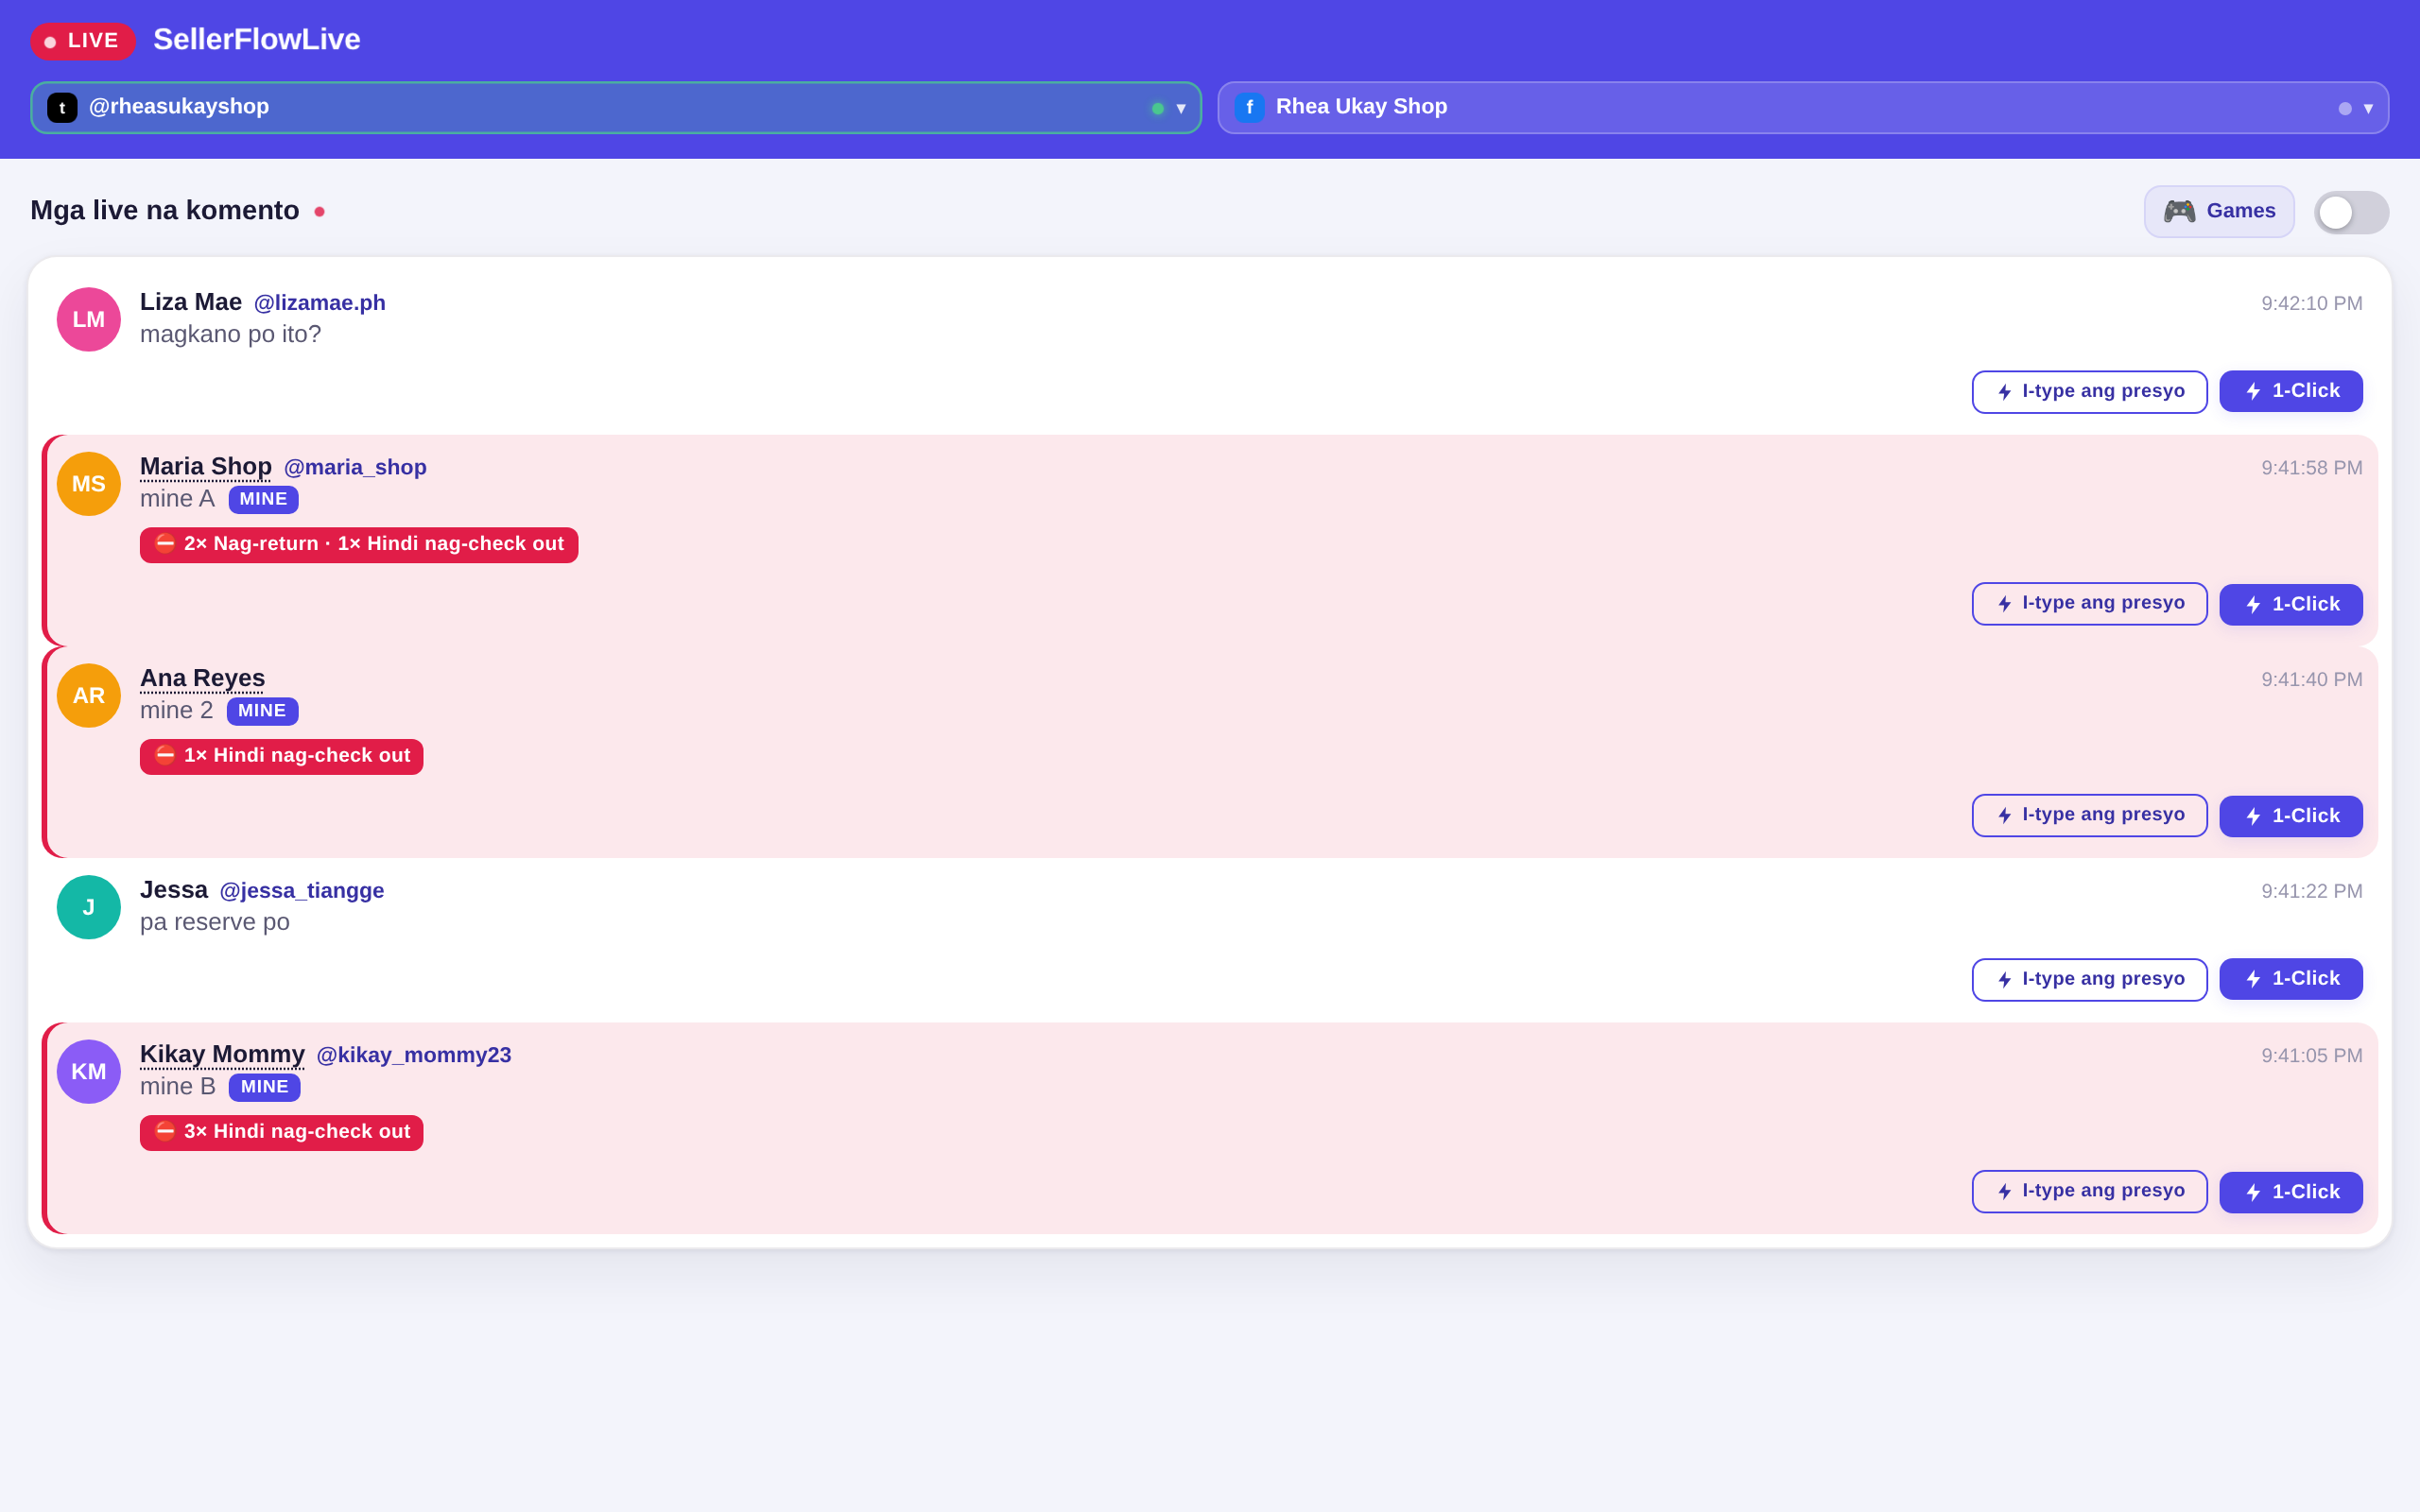 LIVE SellerFlowLive
t @rheasukayshop ▾ f Rhea Ukay Shop ▾
Mga live na komento 🎮 Games
LM Liza Mae @lizamae.ph 9:42:10 PM
magkano po ito?
I-type ang presyo 1-Click
MS Maria Shop @maria_shop 9:41:58 PM
mine A MINE
⛔ 2× Nag-return · 1× Hindi nag-check out
I-type ang presyo 1-Click
AR Ana Reyes 9:41:40 PM
mine 2 MINE
⛔ 1× Hindi nag-check out
I-type ang presyo 1-Click
J Jessa @jessa_tiangge 9:41:22 PM
pa reserve po
I-type ang presyo 1-Click
KM Kikay Mommy @kikay_mommy23 9:41:05 PM
mine B MINE
⛔ 3× Hindi nag-check out
I-type ang presyo 1-Click